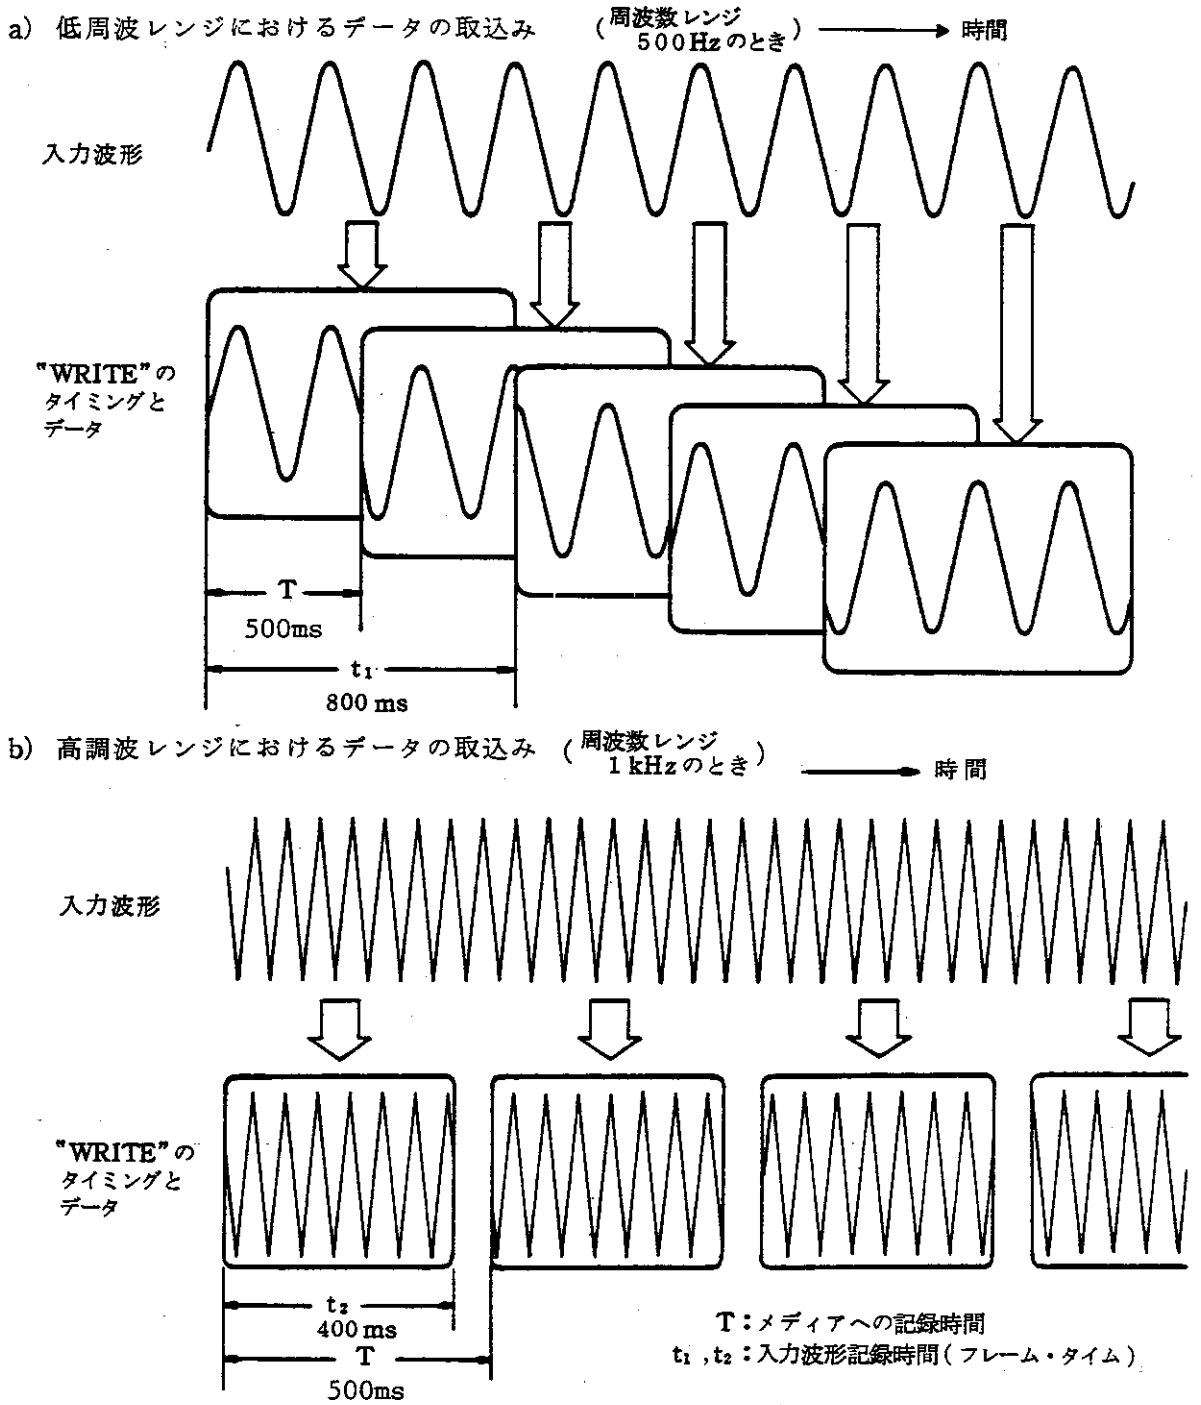 a) 低周波レンジにおけるデータの取込み (周波数レンジ 500Hzのとき) 時間
入力波形
"WRITE"の
タイミングと
データ
T
500ms
t₁
800ms
b) 高調波レンジにおけるデータの取込み (周波数レンジ 1kHzのとき) 時間
入力波形
"WRITE"の
タイミングと
データ
t₂
400ms
T
500ms
T：メディアへの記録時間
t₁,t₂：入力波形記録時間(フレーム・タイム)